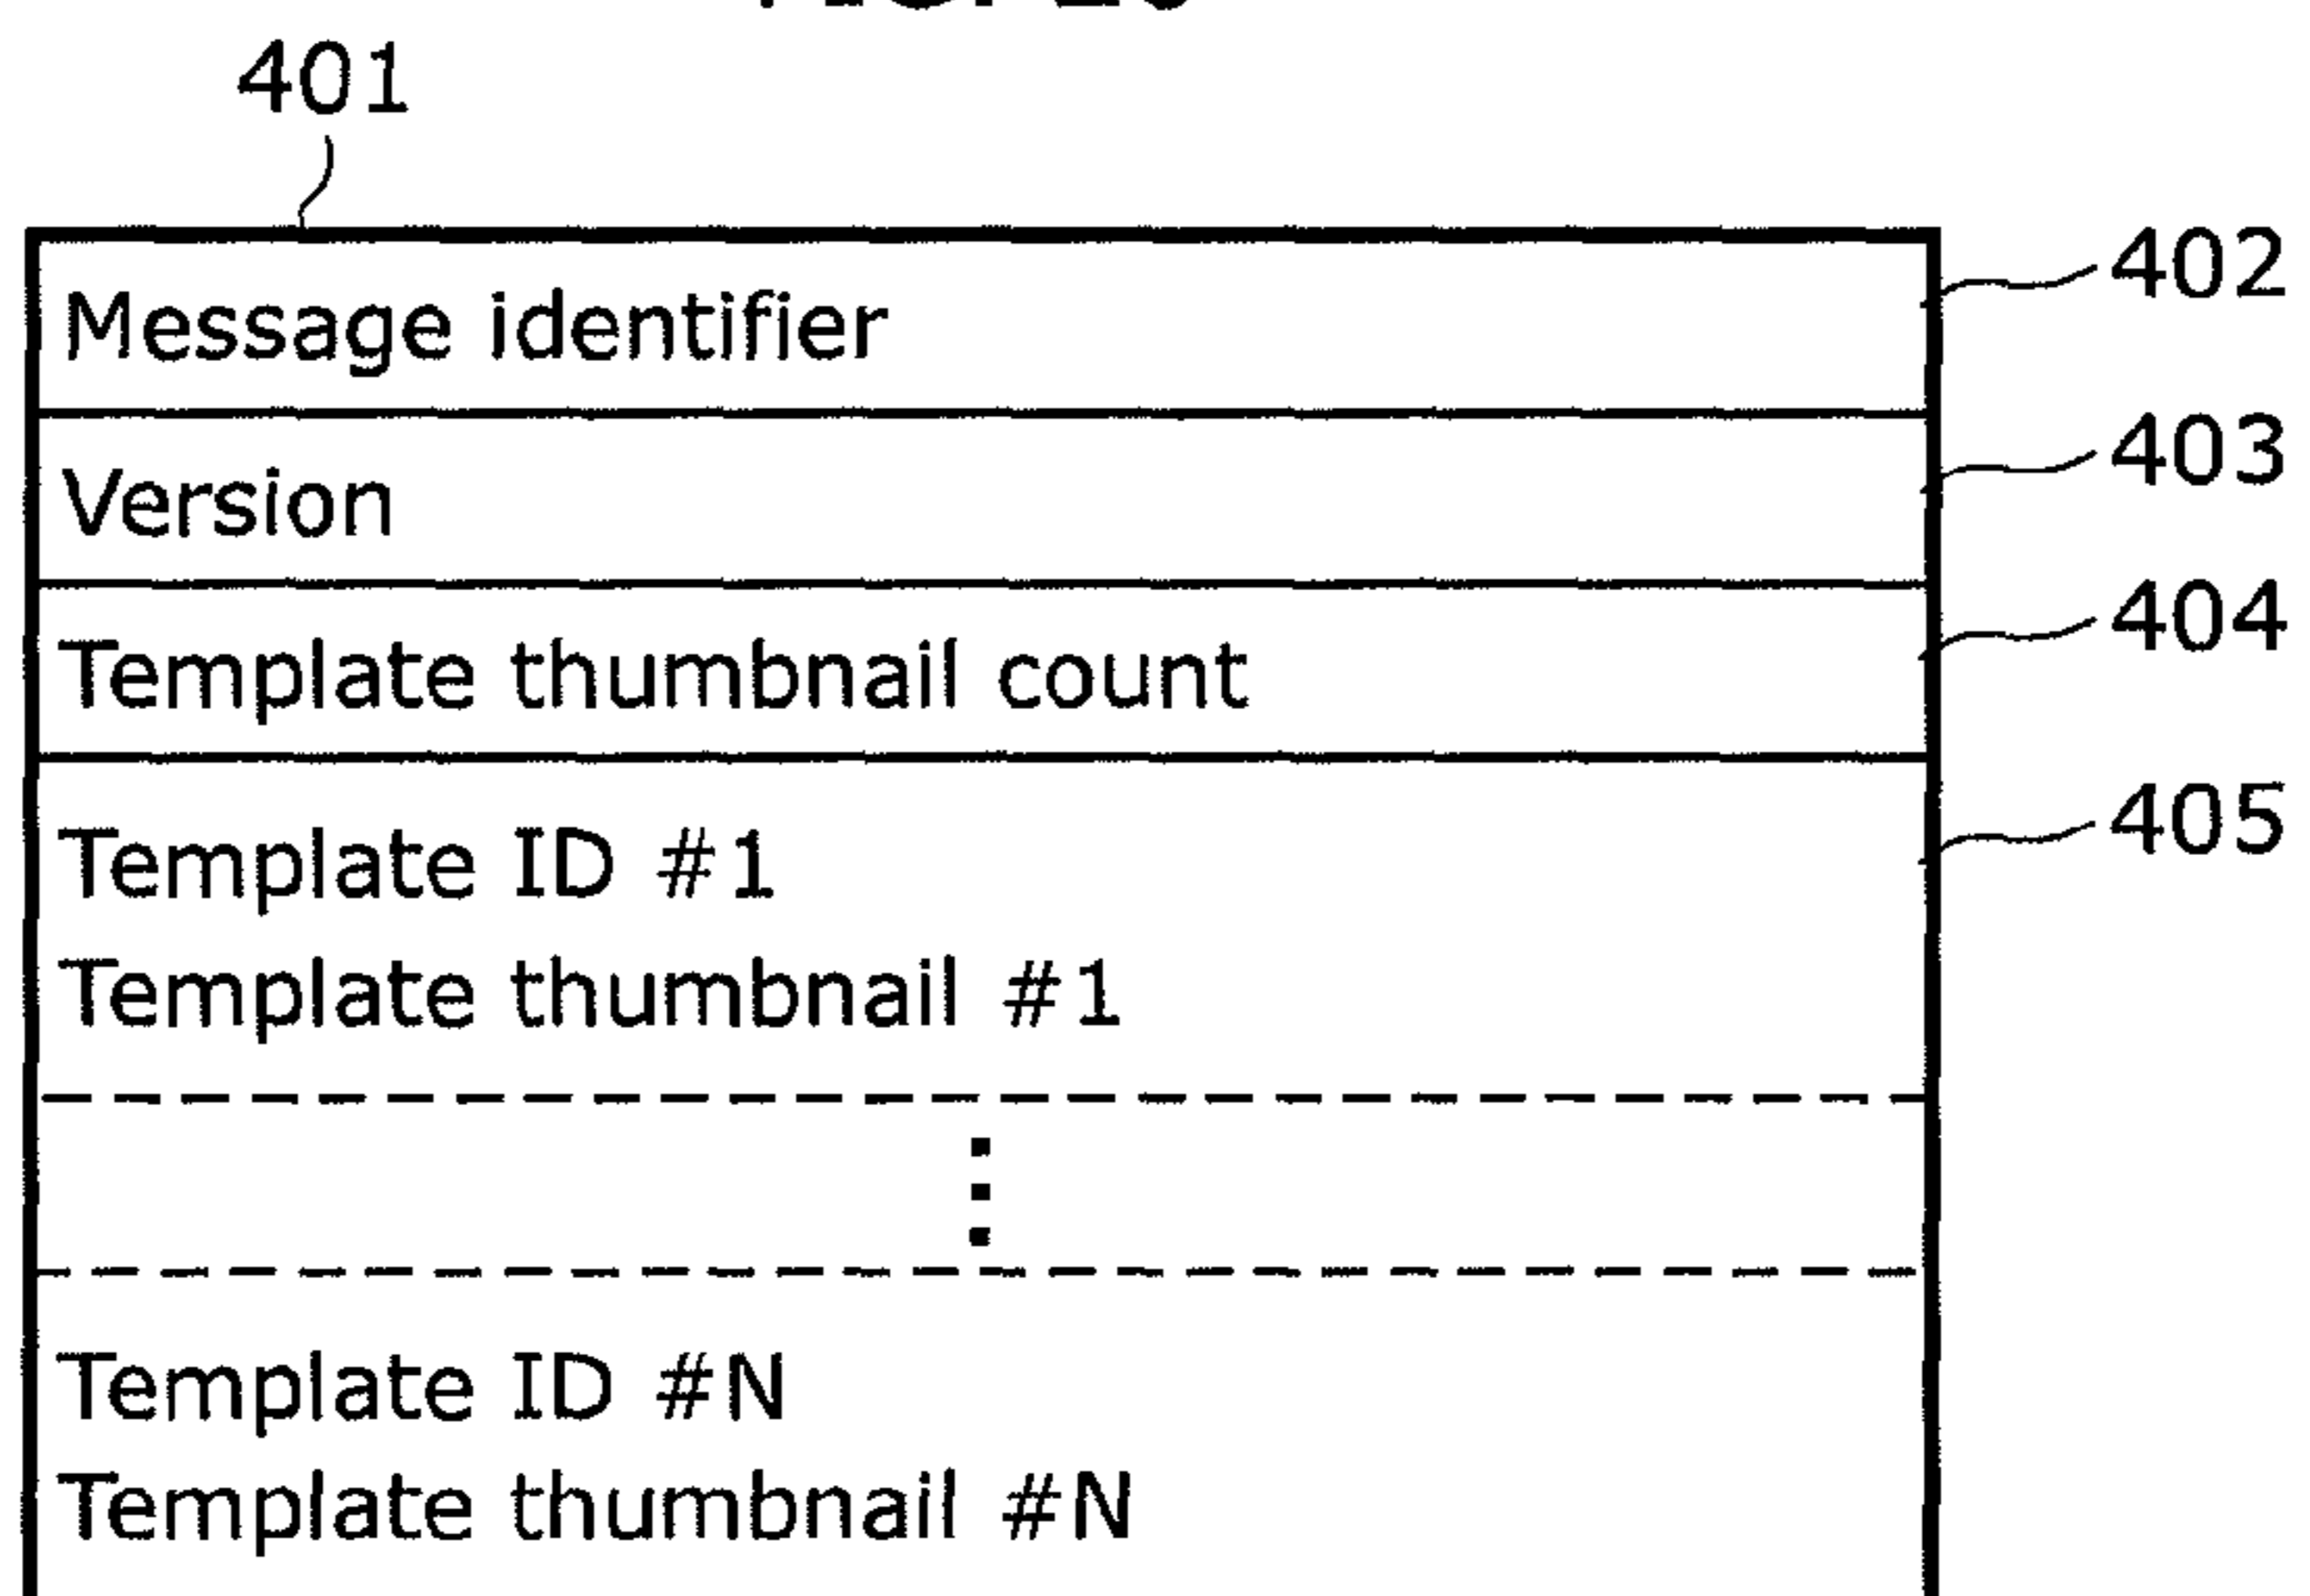 401
Message identifier 402
Version 403
Template thumbnail count 404
Template ID #1 405
Template thumbnail #1
Template ID #N
Template thumbnail #N